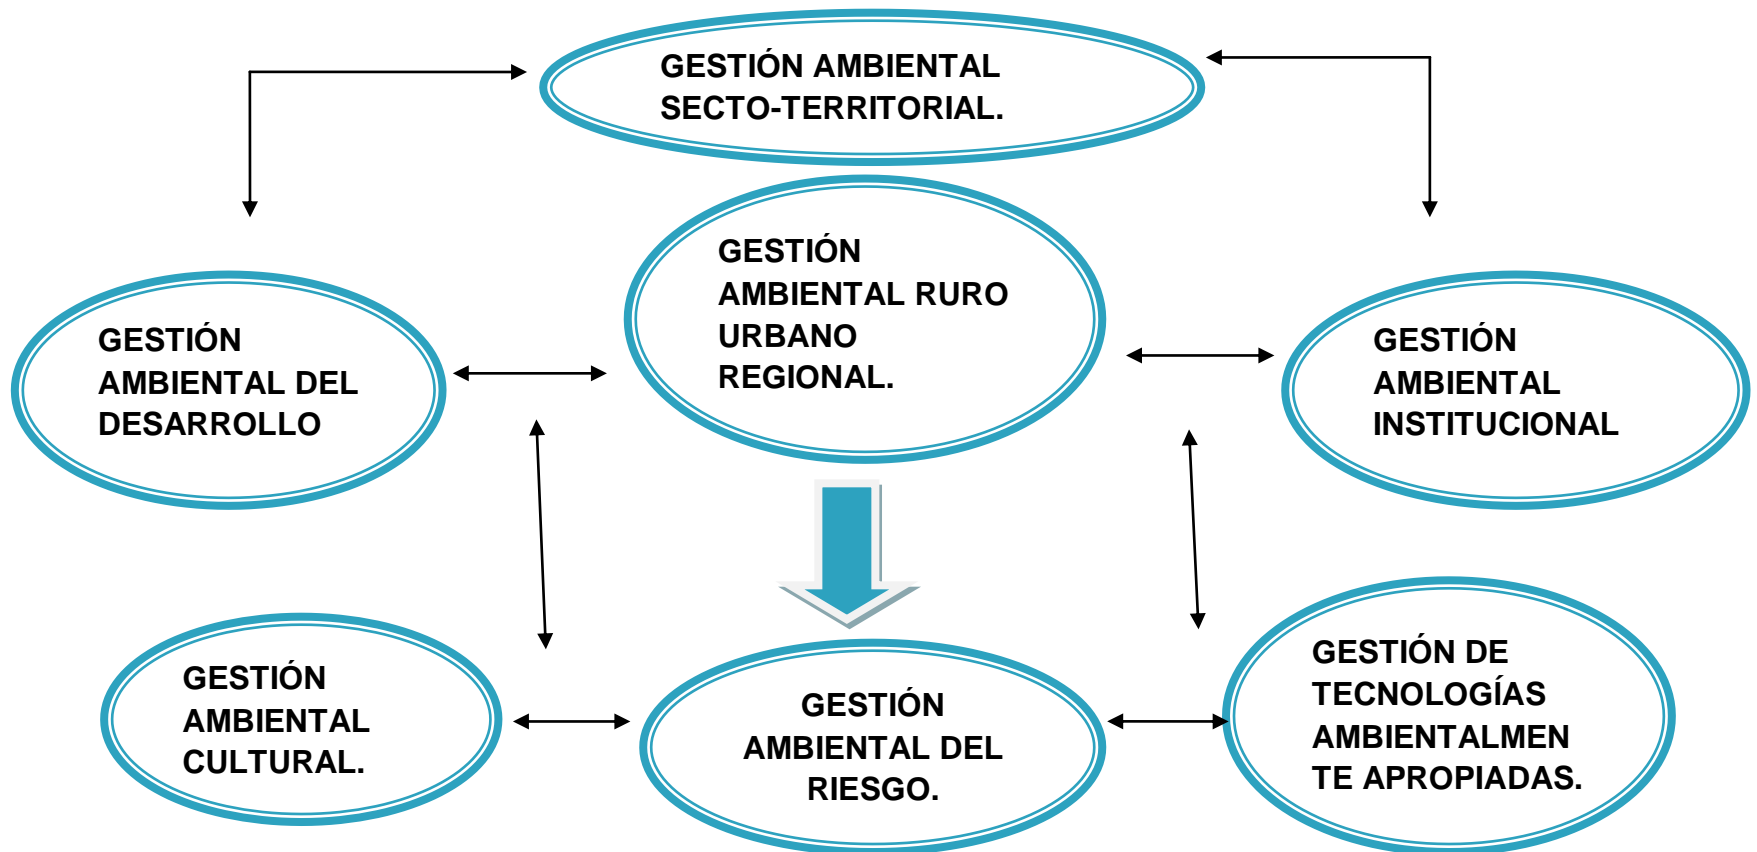 GESTIÓN AMBIENTAL
SECTO-TERRITORIAL.
GESTIÓN
AMBIENTAL RURO
URBANO
REGIONAL.
GESTIÓN
AMBIENTAL DEL
DESARROLLO
GESTIÓN
AMBIENTAL
INSTITUCIONAL
GESTIÓN
AMBIENTAL
CULTURAL.
GESTIÓN
AMBIENTAL DEL
RIESGO.
GESTIÓN DE
TECNOLOGÍAS
AMBIENTALMEN
TE APROPIADAS.